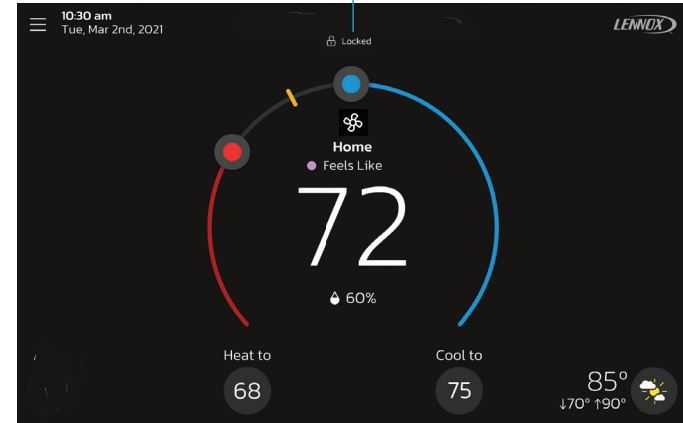 10:30 am
Tue, Mar 2nd, 2021
Locked
LENNOX
Home
Feels Like
72
60%
Heat to
68
Cool to
75
85°
↓70° ↑90°